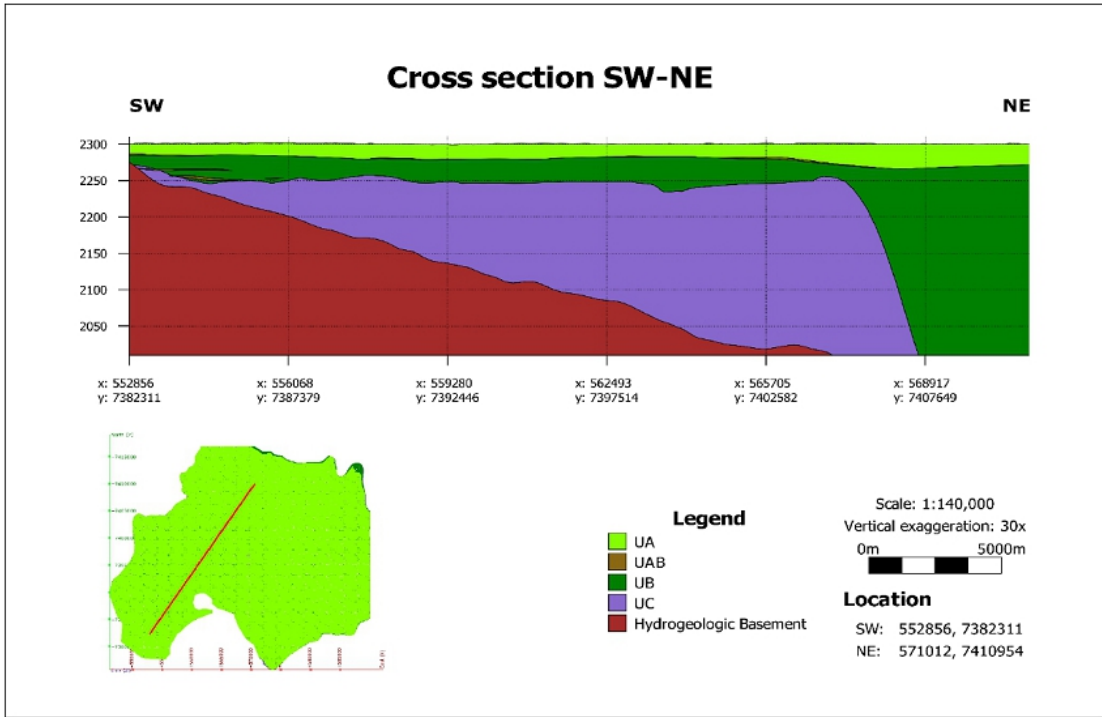 Cross section SW-NE
SW
NE
2300
2250
2200
2150
2100
2050
x: 552856
y: 7382311
x: 556068
y: 7387379
x: 559280
y: 7392446
x: 562493
y: 7397514
x: 565705
y: 7402582
x: 568917
y: 7407649
Legend
UA
UAB
UB
UC
Hydrogeologic Basement
Scale: 1:140,000
Vertical exaggeration: 30x
0m 5000m
Location
SW: 552856, 7382311
NE: 571012, 7410954